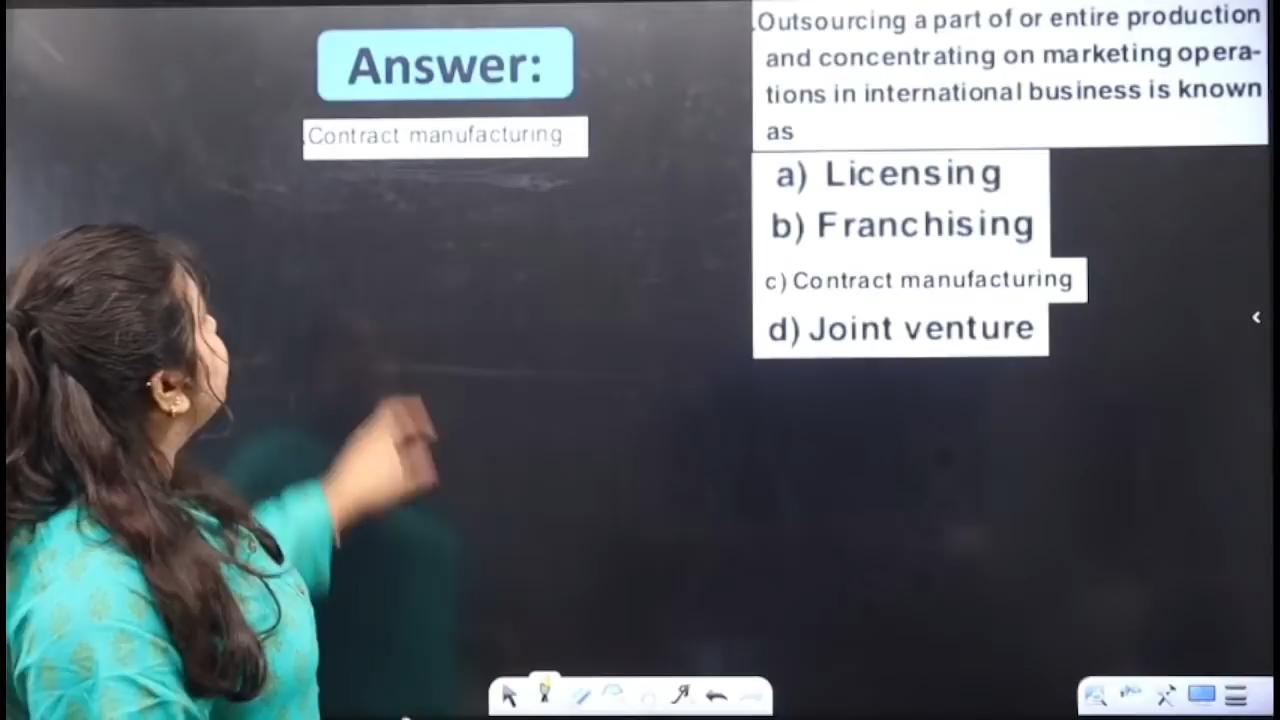 Answer:
Contract manufacturing
Outsourcing a part of or entire production
and concentrating on marketing opera-
tions in international business is known
as
a) Licensing
b) Franchising
c) Contract manufacturing
d) Joint venture